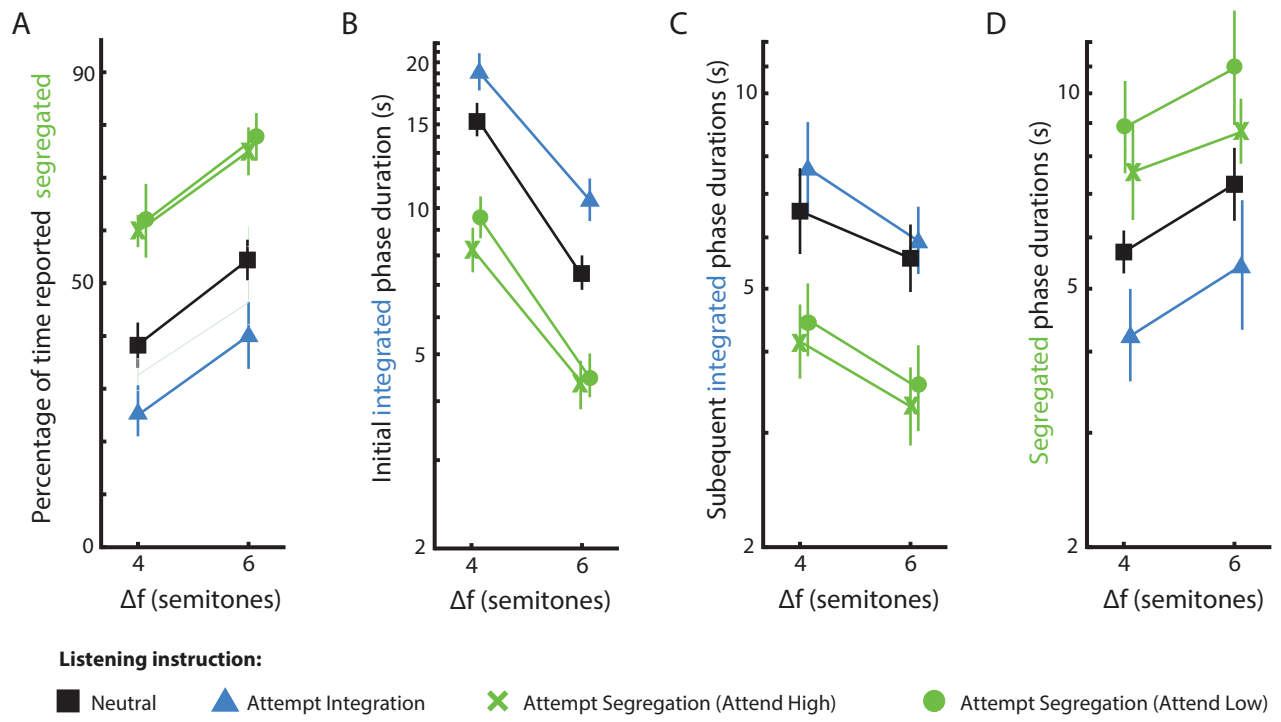 A
B
C
D
Percentage of time reported segregated
90
50
0
4
6
Δf (semitones)
Initial integrated phase duration (s)
20
15
10
5
2
4
6
Δf (semitones)
Subequent integrated phase durations (s)
10
5
2
4
6
Δf (semitones)
Segregated phase durations (s)
10
5
2
4
6
Δf (semitones)
Listening instruction:
Neutral
Attempt Integration
Attempt Segregation (Attend High)
Attempt Segregation (Attend Low)